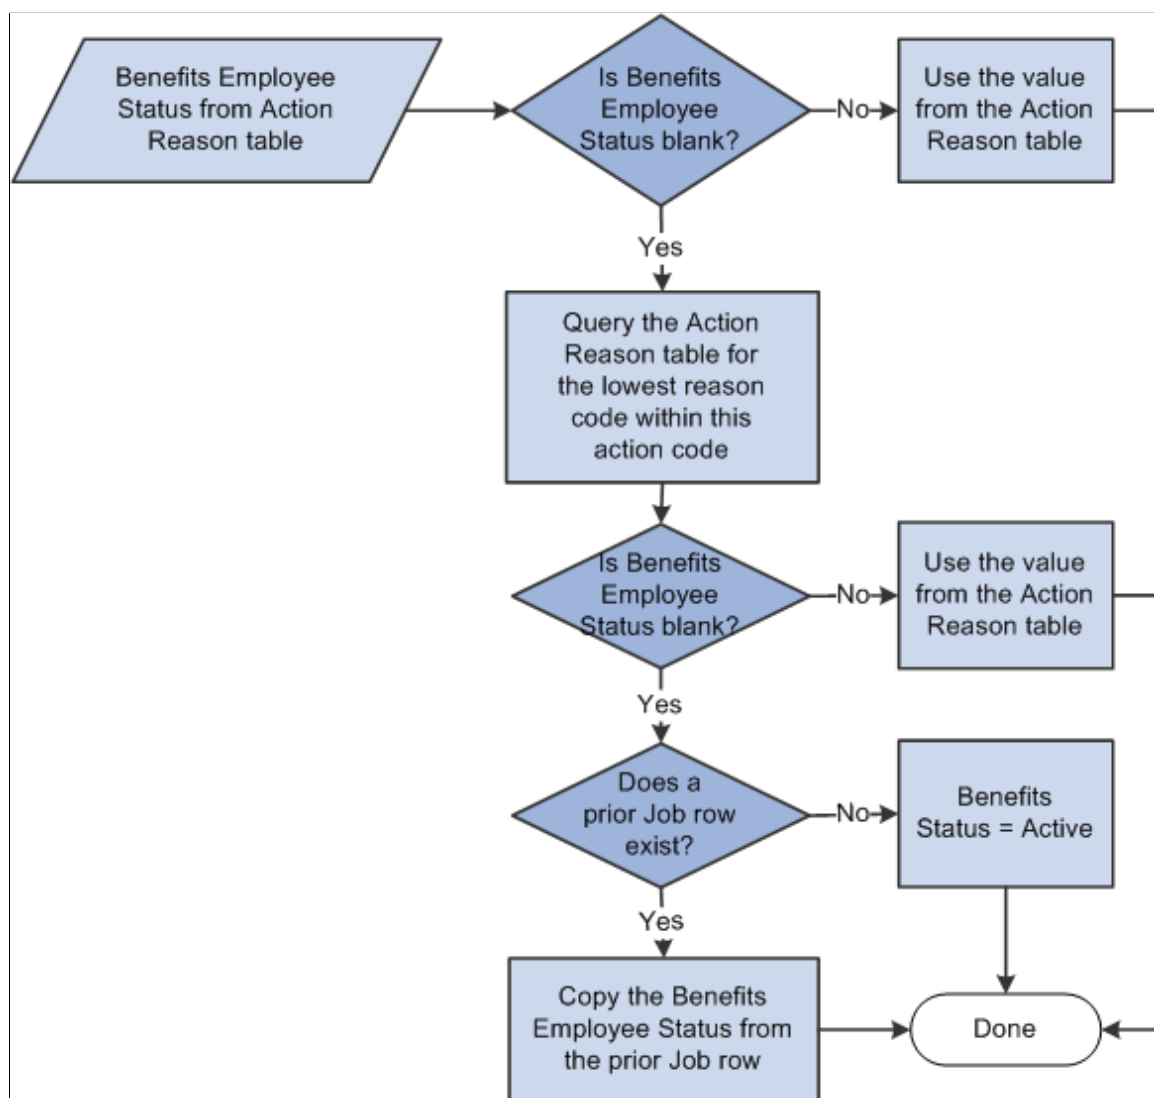 Benefits Employee
Status from Action
Reason table
Is Benefits
Employee
Status blank?
No
Use the value
from the Action
Reason table
Yes
Query the Action
Reason table for
the lowest reason
code within this
action code
Is Benefits
Employee
Status blank?
No
Use the value
from the Action
Reason table
Yes
Does a
prior Job row
exist?
No
Benefits
Status = Active
Yes
Copy the Benefits
Employee Status from
the prior Job row
Done